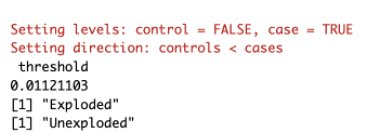 Setting levels: control = FALSE, case = TRUE
Setting direction: controls < cases
 threshold
0.01121103
[1] "Exploded"
[1] "Unexploded"